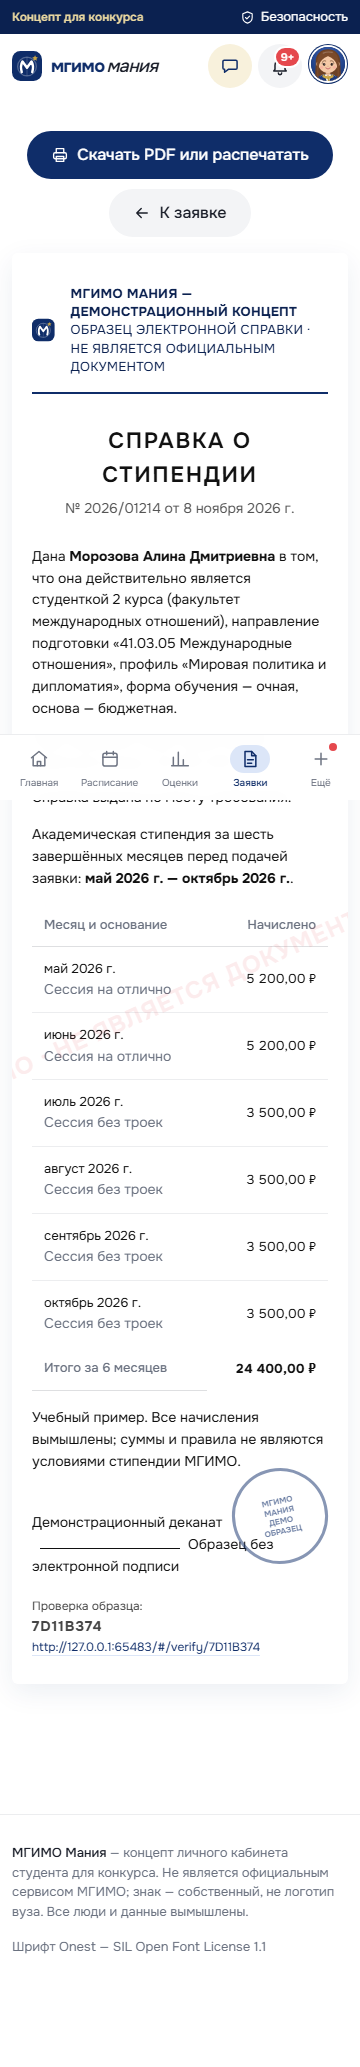 Концепт для конкурса
Безопасность
мгимо мания
9+
Скачать PDF или распечатать
← К заявке
МГИМО МАНИЯ —
ДЕМОНСТРАЦИОННЫЙ КОНЦЕПТ
ОБРАЗЕЦ ЭЛЕКТРОННОЙ СПРАВКИ ·
НЕ ЯВЛЯЕТСЯ ОФИЦИАЛЬНЫМ
ДОКУМЕНТОМ
СПРАВКА О
СТИПЕНДИИ
№ 2026/01214 от 8 ноября 2026 г.
Дана Морозова Алина Дмитриевна в том,
что она действительно является
студенткой 2 курса (факультет
международных отношений), направление
подготовки «41.03.05 Международные
отношения», профиль «Мировая политика и
дипломатия», форма обучения — очная,
основа — бюджетная.
Главная
Расписание
Оценки
Заявки
Ещё
Справка выдана по месту требования.
Академическая стипендия за шесть
завершённых месяцев перед подачей
заявки: май 2026 г. — октябрь 2026 г..
Месяц и основание
Начислено
май 2026 г.
Сессия на отлично
5 200,00 ₽
июнь 2026 г.
Сессия на отлично
5 200,00 ₽
июль 2026 г.
Сессия без троек
3 500,00 ₽
август 2026 г.
Сессия без троек
3 500,00 ₽
сентябрь 2026 г.
Сессия без троек
3 500,00 ₽
октябрь 2026 г.
Сессия без троек
3 500,00 ₽
Итого за 6 месяцев
24 400,00 ₽
НЕ ЯВЛЯЕТСЯ ДОКУМЕНТ
Учебный пример. Все начисления
вымышлены; суммы и правила не являются
условиями стипендии МГИМО.
Демонстрационный деканат
Образец без
электронной подписи
МГИМО
МАНИЯ
ДЕМО
ОБРАЗЕЦ
Проверка образца:
7D11B374
http://127.0.0.1:65483/#/verify/7D11B374
МГИМО Мания — концепт личного кабинета
студента для конкурса. Не является официальным
сервисом МГИМО; знак — собственный, не логотип
вуза. Все люди и данные вымышлены.
Шрифт Onest — SIL Open Font License 1.1